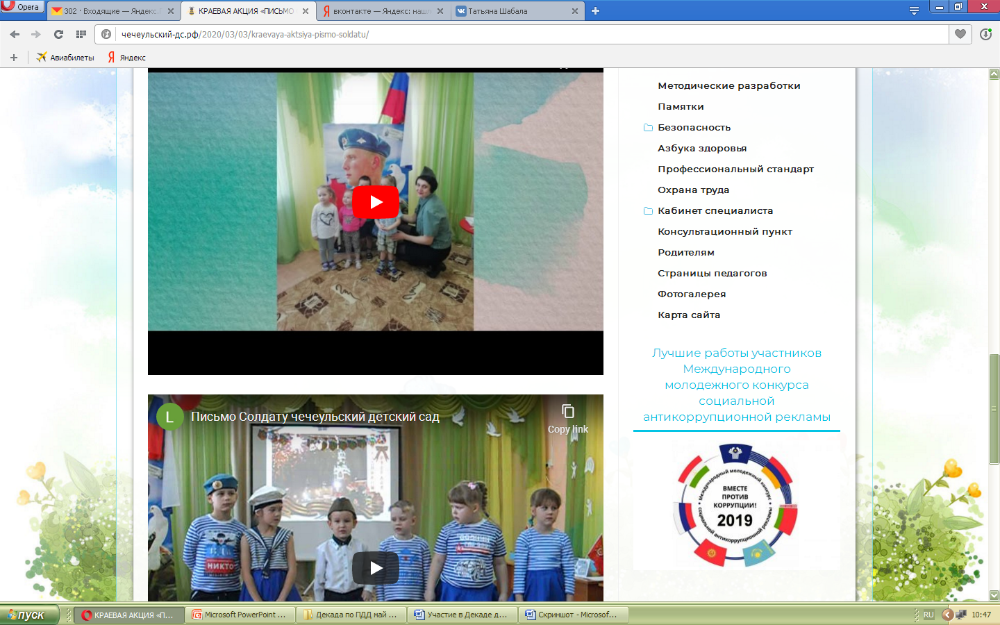 Opera
302 · Входящие — Яндекс.
КРАЕВАЯ АКЦИЯ «ПИСЬМО
вконтакте — Яндекс: нашл
Татьяна Шабала
чечеульский-дс.рф/2020/03/03/kraevaya-aktsiya-pismo-soldatu/
Авиабилеты
Яндекс
Методические разработки
Памятки
Безопасность
Азбука здоровья
Профессиональный стандарт
Охрана труда
Кабинет специалиста
Консультационный пункт
Родителям
Страницы педагогов
Фотогалерея
Карта сайта
Лучшие работы участников
Международного
молодежного конкурса
социальной
антикоррупционной рекламы
L
Письмо Солдату чечеульский детский сад
Copy link
НИКТО
Международный молодежный конкурс
ВМЕСТЕ
ПРОТИВ
КОРРУПЦИИ!
2019
социальной антикоррупционной рекламы
пуск
КРАЕВАЯ АКЦИЯ «П...
Microsoft PowerPoint ...
Декада по ПДД май ...
Участие в Декаде д...
Скриншот - Microsof...
RU
10:47